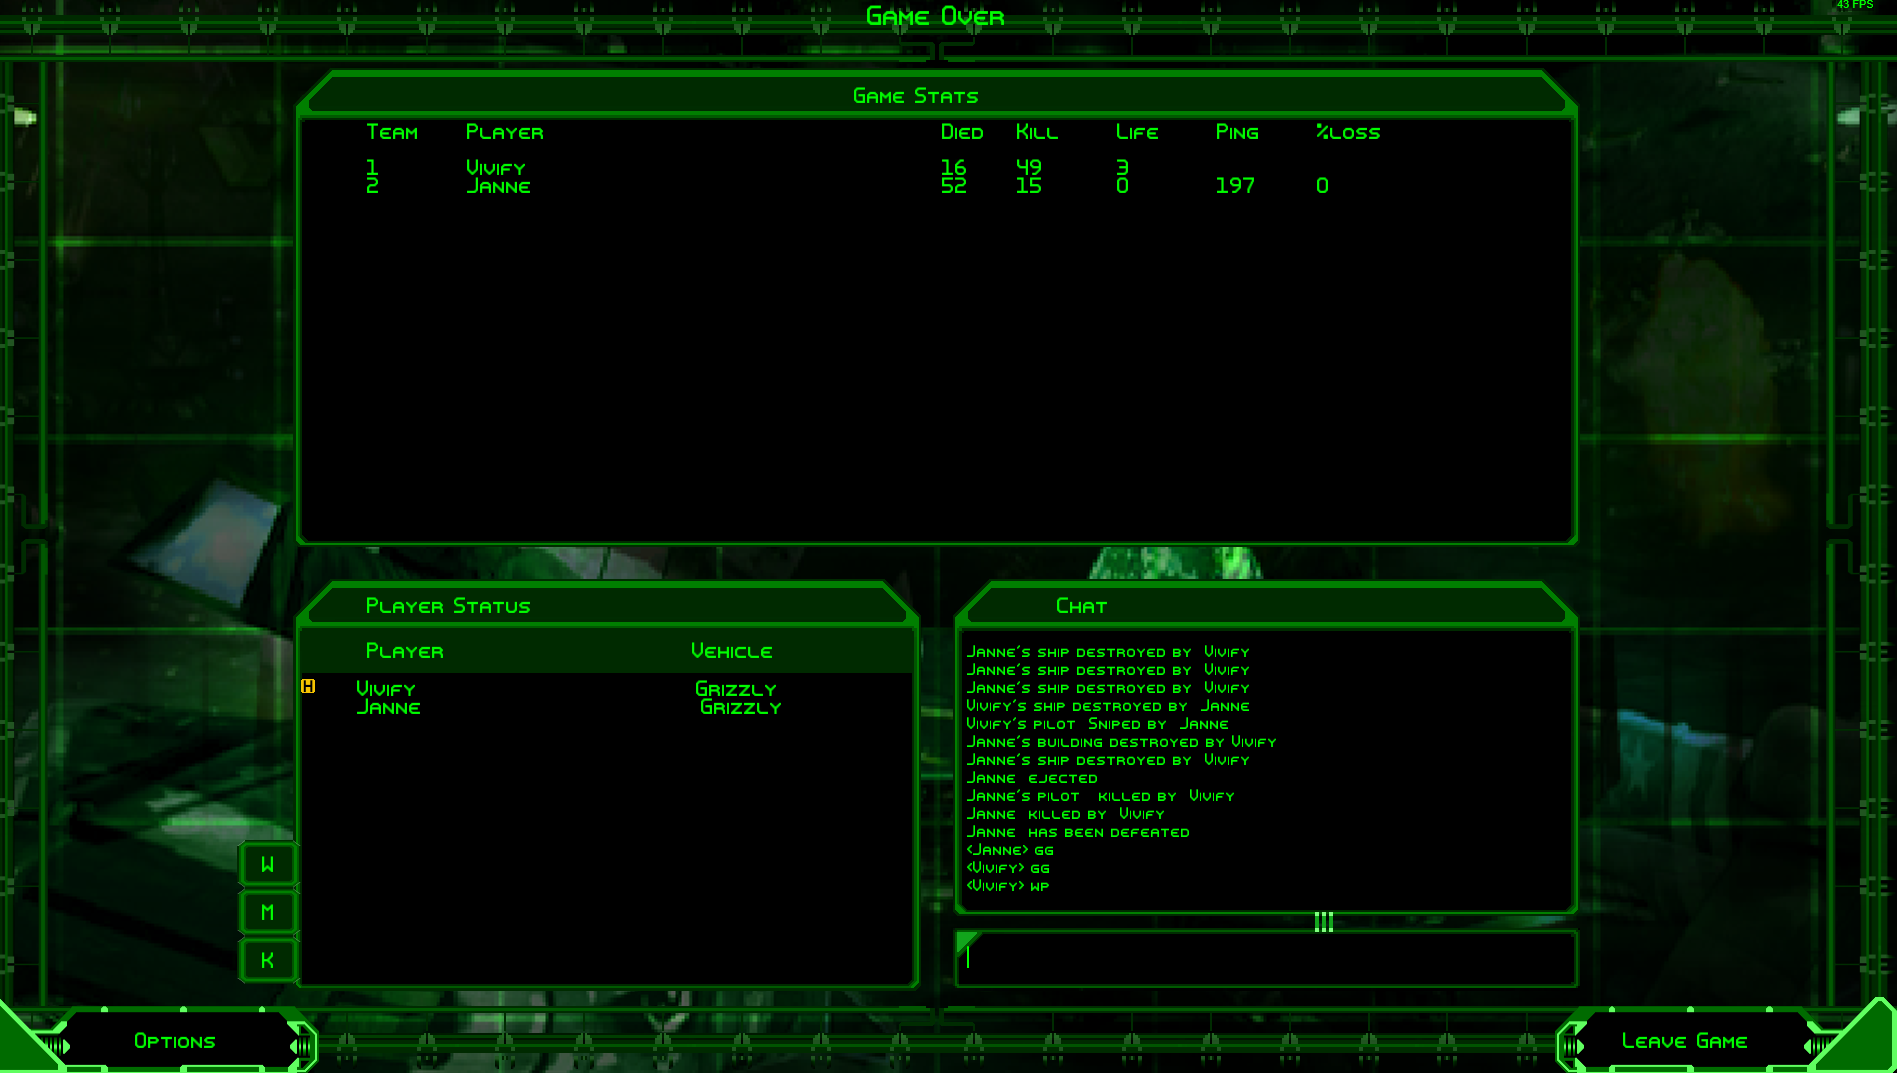 Game Over
43 FPS
Game Stats
Team Player Died Kill Life Ping %loss
1 Vivify 16 49 3
2 Janne 52 15 0 197 0
Player Status
Player Vehicle
H Vivify Grizzly
Janne Grizzly
W
M
K
Chat
Janne's ship destroyed by Vivify
Janne's ship destroyed by Vivify
Janne's ship destroyed by Vivify
Vivify's ship destroyed by Janne
Vivify's pilot Sniped by Janne
Janne's building destroyed by Vivify
Janne's ship destroyed by Vivify
Janne ejected
Janne's pilot killed by Vivify
Janne killed by Vivify
Janne has been defeated
<Janne> gg
<Vivify> gg
<Vivify> wp
Options
Leave Game